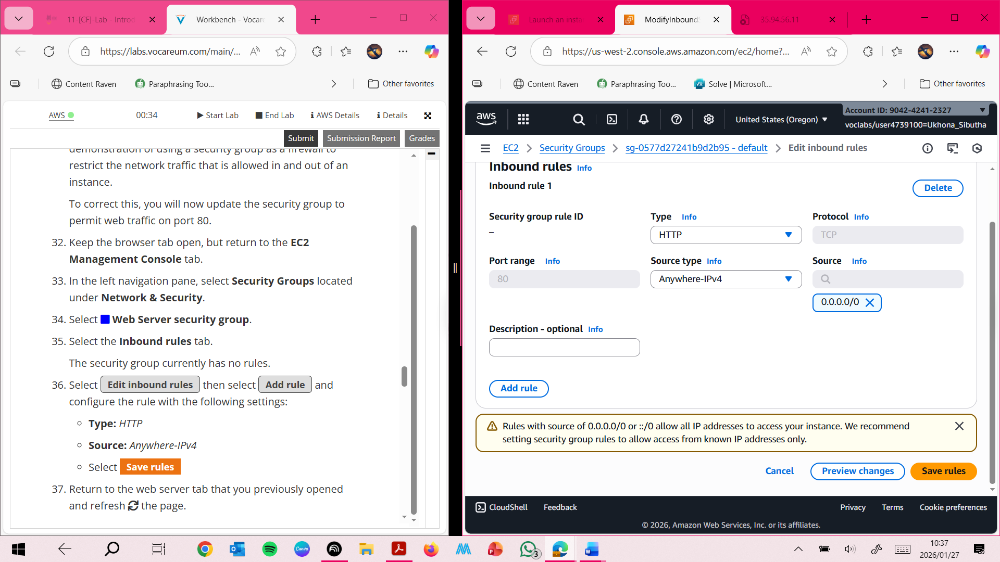 11-[CF]-Lab - Introd
Workbench - Vocare
https://labs.vocareum.com/main/...
Content Raven
Paraphrasing Too...
Other favorites
AWS
00:34
Start Lab
End Lab
AWS Details
Details
Submit
Submission Report
Grades
demonstration of using a security group as a firewall to
restrict the network traffic that is allowed in and out of an
instance.
To correct this, you will now update the security group to
permit web traffic on port 80.
32. Keep the browser tab open, but return to the EC2
Management Console tab.
33. In the left navigation pane, select Security Groups located
under Network & Security.
34. Select Web Server security group.
35. Select the Inbound rules tab.
The security group currently has no rules.
36. Select Edit inbound rules then select Add rule and
configure the rule with the following settings:
Type: HTTP
Source: Anywhere-IPv4
Select Save rules
37. Return to the web server tab that you previously opened
and refresh the page.
Launch an insta
ModifyInboundS
35.94.56.11
https://us-west-2.console.aws.amazon.com/ec2/home?...
Content Raven
Paraphrasing Too...
Solve | Microsoft...
Other favorites
aws
United States (Oregon)
Account ID: 9042-4241-2327
voclabs/user4739100=Ukhona_Sibutha
EC2
Security Groups
sg-0577d27241b9d2b95 - default
Edit inbound rules
Inbound rules Info
Inbound rule 1
Delete
Security group rule ID
–
Type Info
HTTP
Protocol Info
TCP
Port range Info
80
Source type Info
Anywhere-IPv4
Source Info
0.0.0.0/0
Description - optional Info
Add rule
Rules with source of 0.0.0.0/0 or ::/0 allow all IP addresses to access your instance. We recommend
setting security group rules to allow access from known IP addresses only.
Cancel
Preview changes
Save rules
CloudShell
Feedback
Privacy
Terms
Cookie preferences
© 2026, Amazon Web Services, Inc. or its affiliates.
Canva
3
10:37
2026/01/27